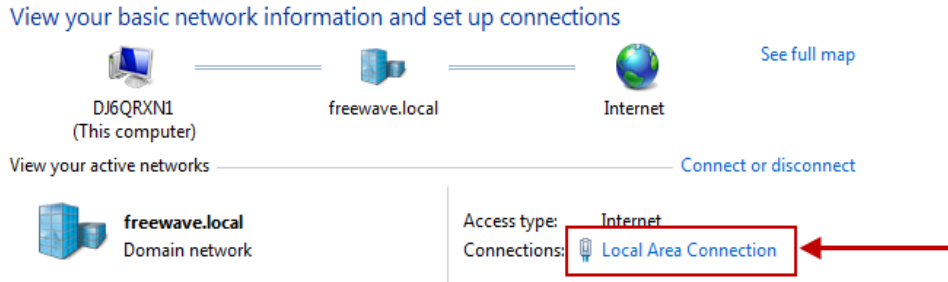 View your basic network information and set up connections
See full map
DJ6QRXN1
(This computer)
freewave.local
Internet
View your active networks
Connect or disconnect
freewave.local
Domain network
Access type: Internet
Connections: Local Area Connection